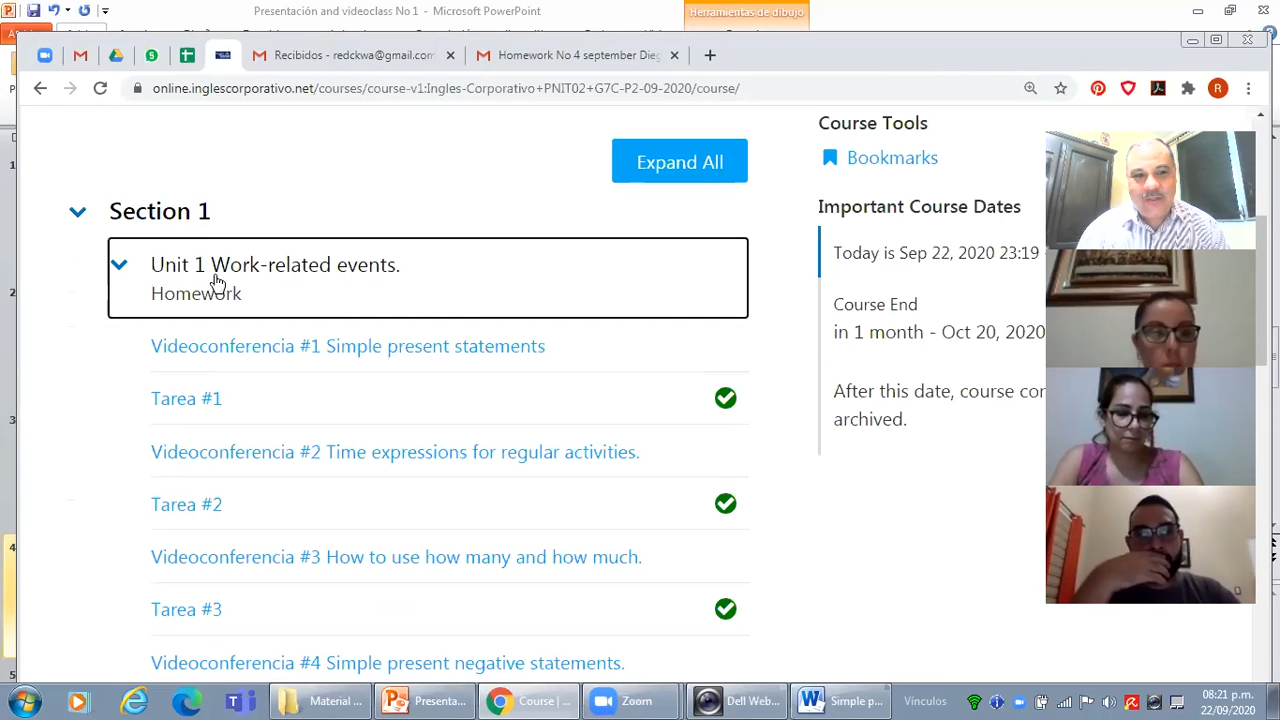 Presentación and videoclass No 1 - Microsoft PowerPoint
Herramientas de dibujo
Recibidos - redckwa@gmail.com
Homework No 4 september Dieg
online.inglescorporativo.net/courses/course-v1:Ingles-Corporativo+PNIT02+G7C-P2-09-2020/course/
R
Expand All
Course Tools
Bookmarks
Section 1
Important Course Dates
Unit 1 Work-related events.
Homework
Today is Sep 22, 2020 23:19
Course End
in 1 month - Oct 20, 2020
Videoconferencia #1 Simple present statements
Tarea #1
After this date, course con
archived.
Videoconferencia #2 Time expressions for regular activities.
Tarea #2
Videoconferencia #3 How to use how many and how much.
Tarea #3
Videoconferencia #4 Simple present negative statements.
1
2
3
4
5
Material ...
Presenta...
Course | ...
Zoom
Dell Web...
Simple p...
Vínculos
08:21 p.m.
22/09/2020